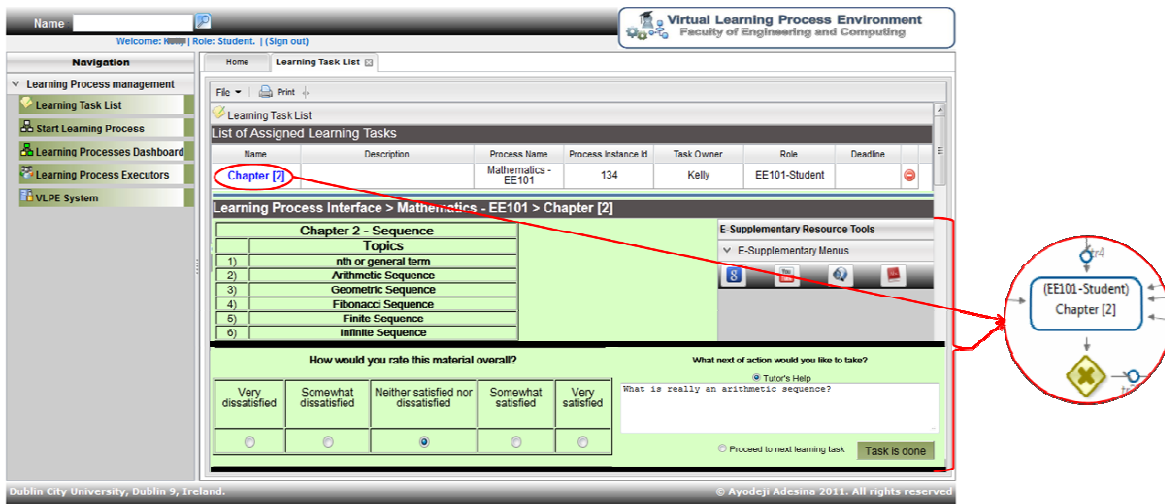 Name
Virtual Learning Process Environment
Faculty of Engineering and Computing
Welcome: | Role: Student. | (Sign out)
Navigation
Learning Process management
Learning Task List
Start Learning Process
Learning Processes Dashboard
Learning Process Executors
VLPE System
Home
Learning Task List
File
Print
Learning Task List
List of Assigned Learning Tasks
Name Description Process Name Process Instance Id Task Owner Role Deadline
Chapter [2] Mathematics - EE101 134 Kelly EE101-Student
Learning Process Interface > Mathematics - EE101 > Chapter [2]
Chapter 2 - Sequence
Topics
1) nth or general term
2) Arithmetic Sequence
3) Geometric Sequence
4) Fibonacci Sequence
5) Finite Sequence
6) Infinite Sequence
E-Supplementary Resource Tools
E-Supplementary Menus
8
You
How would you rate this material overall?
Very dissatisfied
Somewhat dissatisfied
Neither satisfied nor dissatisfied
Somewhat satisfied
Very satisfied
What next of action would you like to take?
Tutor's Help
What is really an arithmetic sequence?
Proceed to next learning task
Task is done
tr4
(EE101-Student)
Chapter [2]
Dublin City University, Dublin 9, Ireland.
© Ayodeji Adesina 2011. All rights reserved